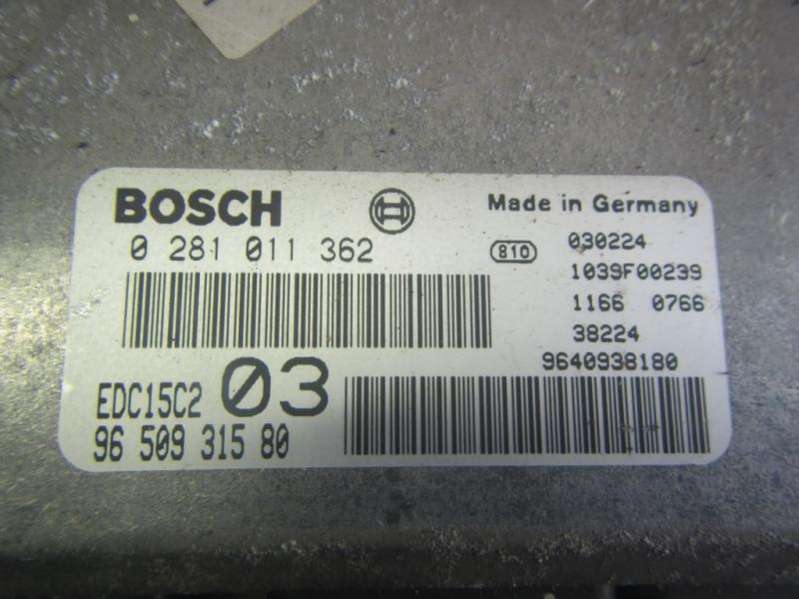 BOSCH Made in Germany
0 281 011 362 810 030224
1039F00239
1166 0766
38224
9640938180
EDC15C2 03
96 509 315 80